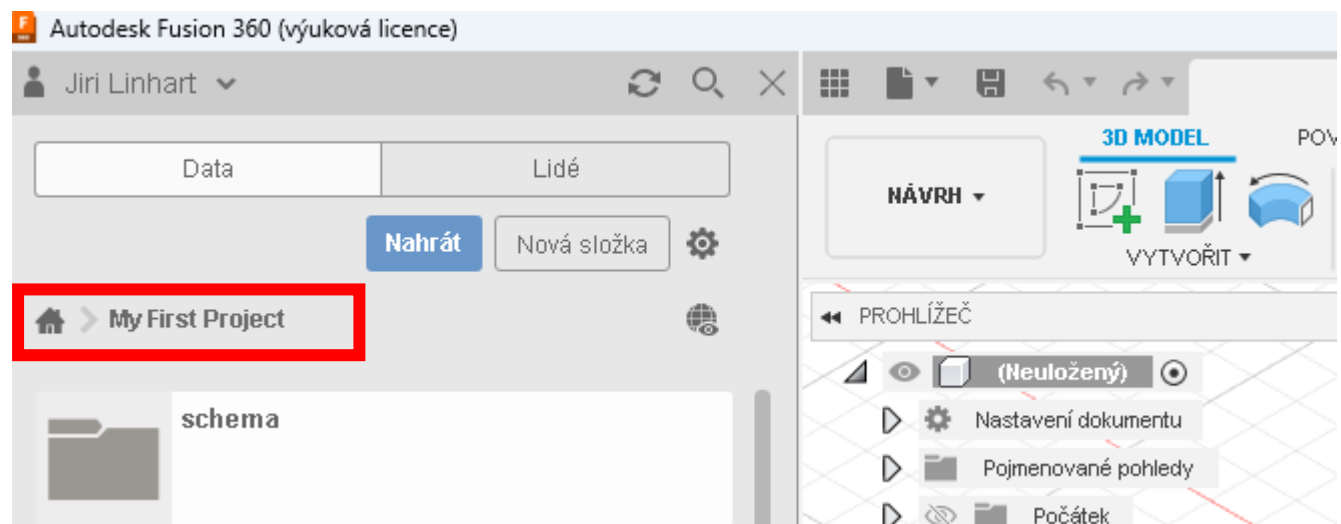 Autodesk Fusion 360 (výuková licence)
Jiri Linhart
Data
Lidé
Nahrát
Nová složka
My First Project
schema
3D MODEL
POV
NÁVRH
VYTVOŘIT
PROHLÍŽEČ
(Neuložený)
Nastavení dokumentu
Pojmenované pohledy
Počátek